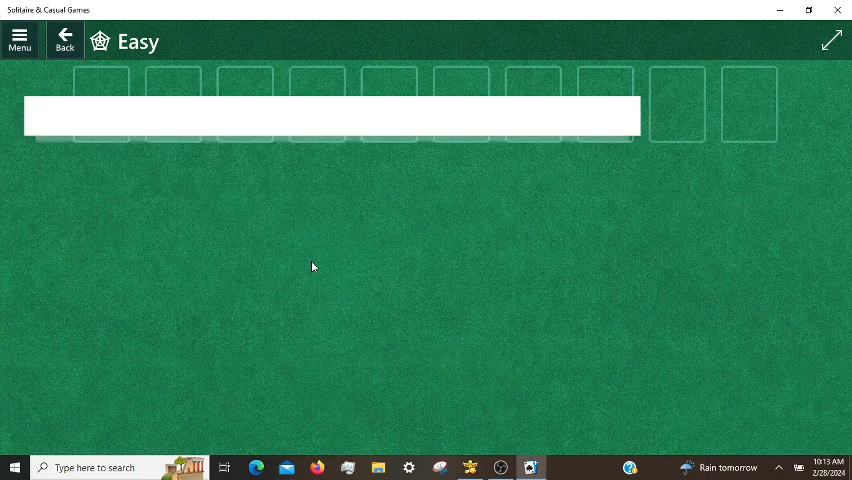 Solitaire & Casual Games
Menu
Back
Easy
Type here to search
Rain tomorrow
10:13 AM
2/28/2024